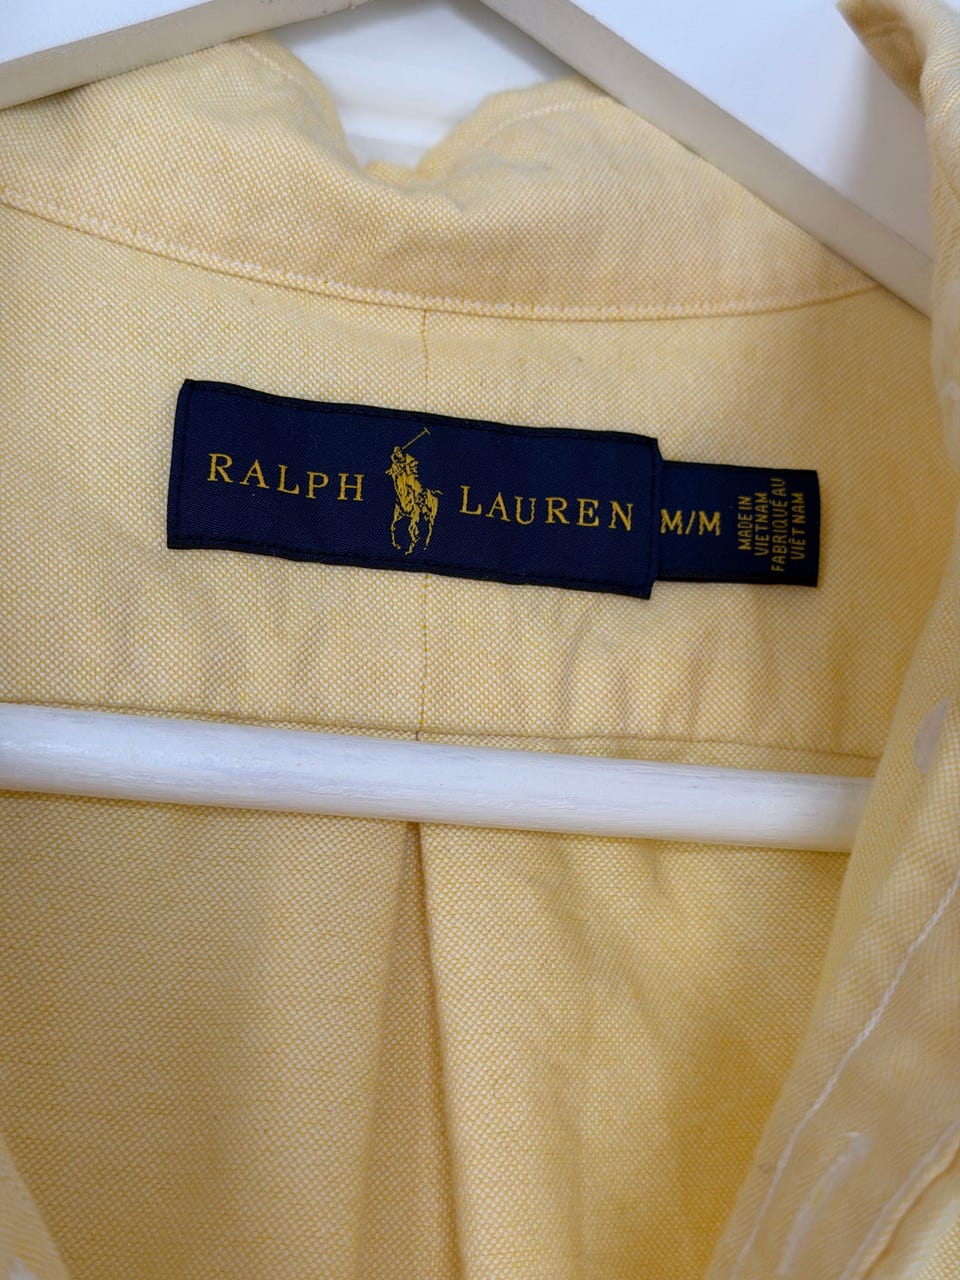 RALPH LAUREN
M/M
MADE IN
VIETNAM
FABRIQUÉ AU
VIÊT NAM